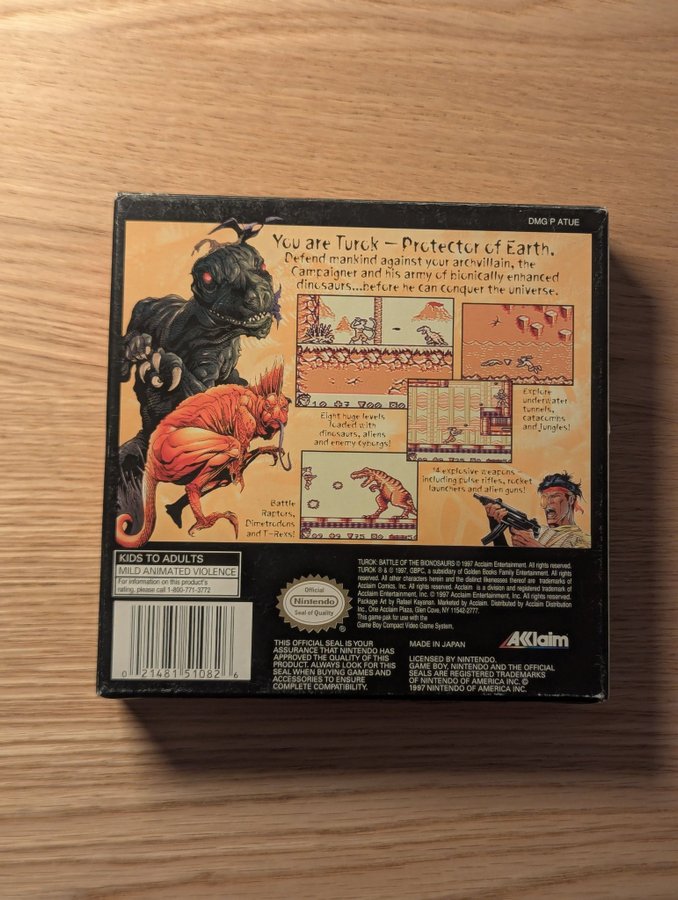 DMG P ATUE
You are Turok – Protector of Earth.
Defend mankind against your archvillain, the
Campaigner and his army of bionically enhanced
dinosaurs...before he can conquer the universe.
Eight huge levels
loaded with
dinosaurs, aliens
and enemy cyborgs!
Explore
underwater
tunnels,
catacombs
and jungles!
Battle
Raptors,
Dimetrodons
and T-Rexs!
14 explosive weapons –
including pulse rifles, rocket
launchers and alien guns!
KIDS TO ADULTS
MILD ANIMATED VIOLENCE
For information on this product's
rating, please call 1-800-771-3772
0 21481 51082 6
Official
Nintendo
Seal of Quality
THIS OFFICIAL SEAL IS YOUR
ASSURANCE THAT NINTENDO HAS
APPROVED THE QUALITY OF THIS
PRODUCT. ALWAYS LOOK FOR THIS
SEAL WHEN BUYING GAMES AND
ACCESSORIES TO ENSURE
COMPLETE COMPATIBILITY.
TUROK: BATTLE OF THE BIONOSAURS © 1997 Acclaim Entertainment. All rights reserved.
TUROK ® & © 1997, GBPC, a subsidiary of Golden Books Family Entertainment. All rights
reserved. All other characters herein and the distinct likenesses thereof are trademarks of
Acclaim Comics, Inc. All rights reserved. Acclaim is a division and registered trademark of
Acclaim Entertainment, Inc. © 1997 Acclaim Entertainment, Inc. All rights reserved.
Package Art by Rafael Kayanan. Marketed by Acclaim. Distributed by Acclaim Distribution
Inc., One Acclaim Plaza, Glen Cove, NY 11542-2777.
This game pak for use with the
Game Boy Compact Video Game System.
MADE IN JAPAN
AKClaim
LICENSED BY NINTENDO.
GAME BOY, NINTENDO AND THE OFFICIAL
SEALS ARE REGISTERED TRADEMARKS
OF NINTENDO OF AMERICA INC. ©
1997 NINTENDO OF AMERICA INC.